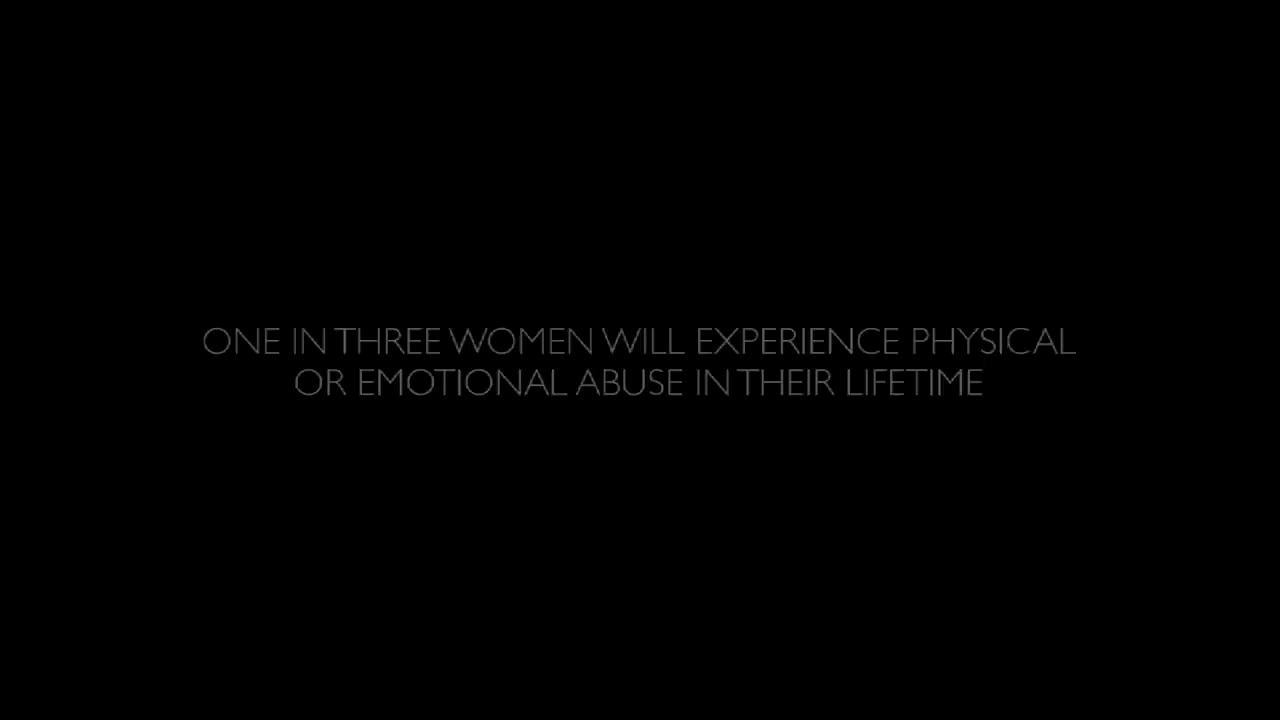 ONE IN THREE WOMEN WILL EXPERIENCE PHYSICAL
OR EMOTIONAL ABUSE IN THEIR LIFETIME